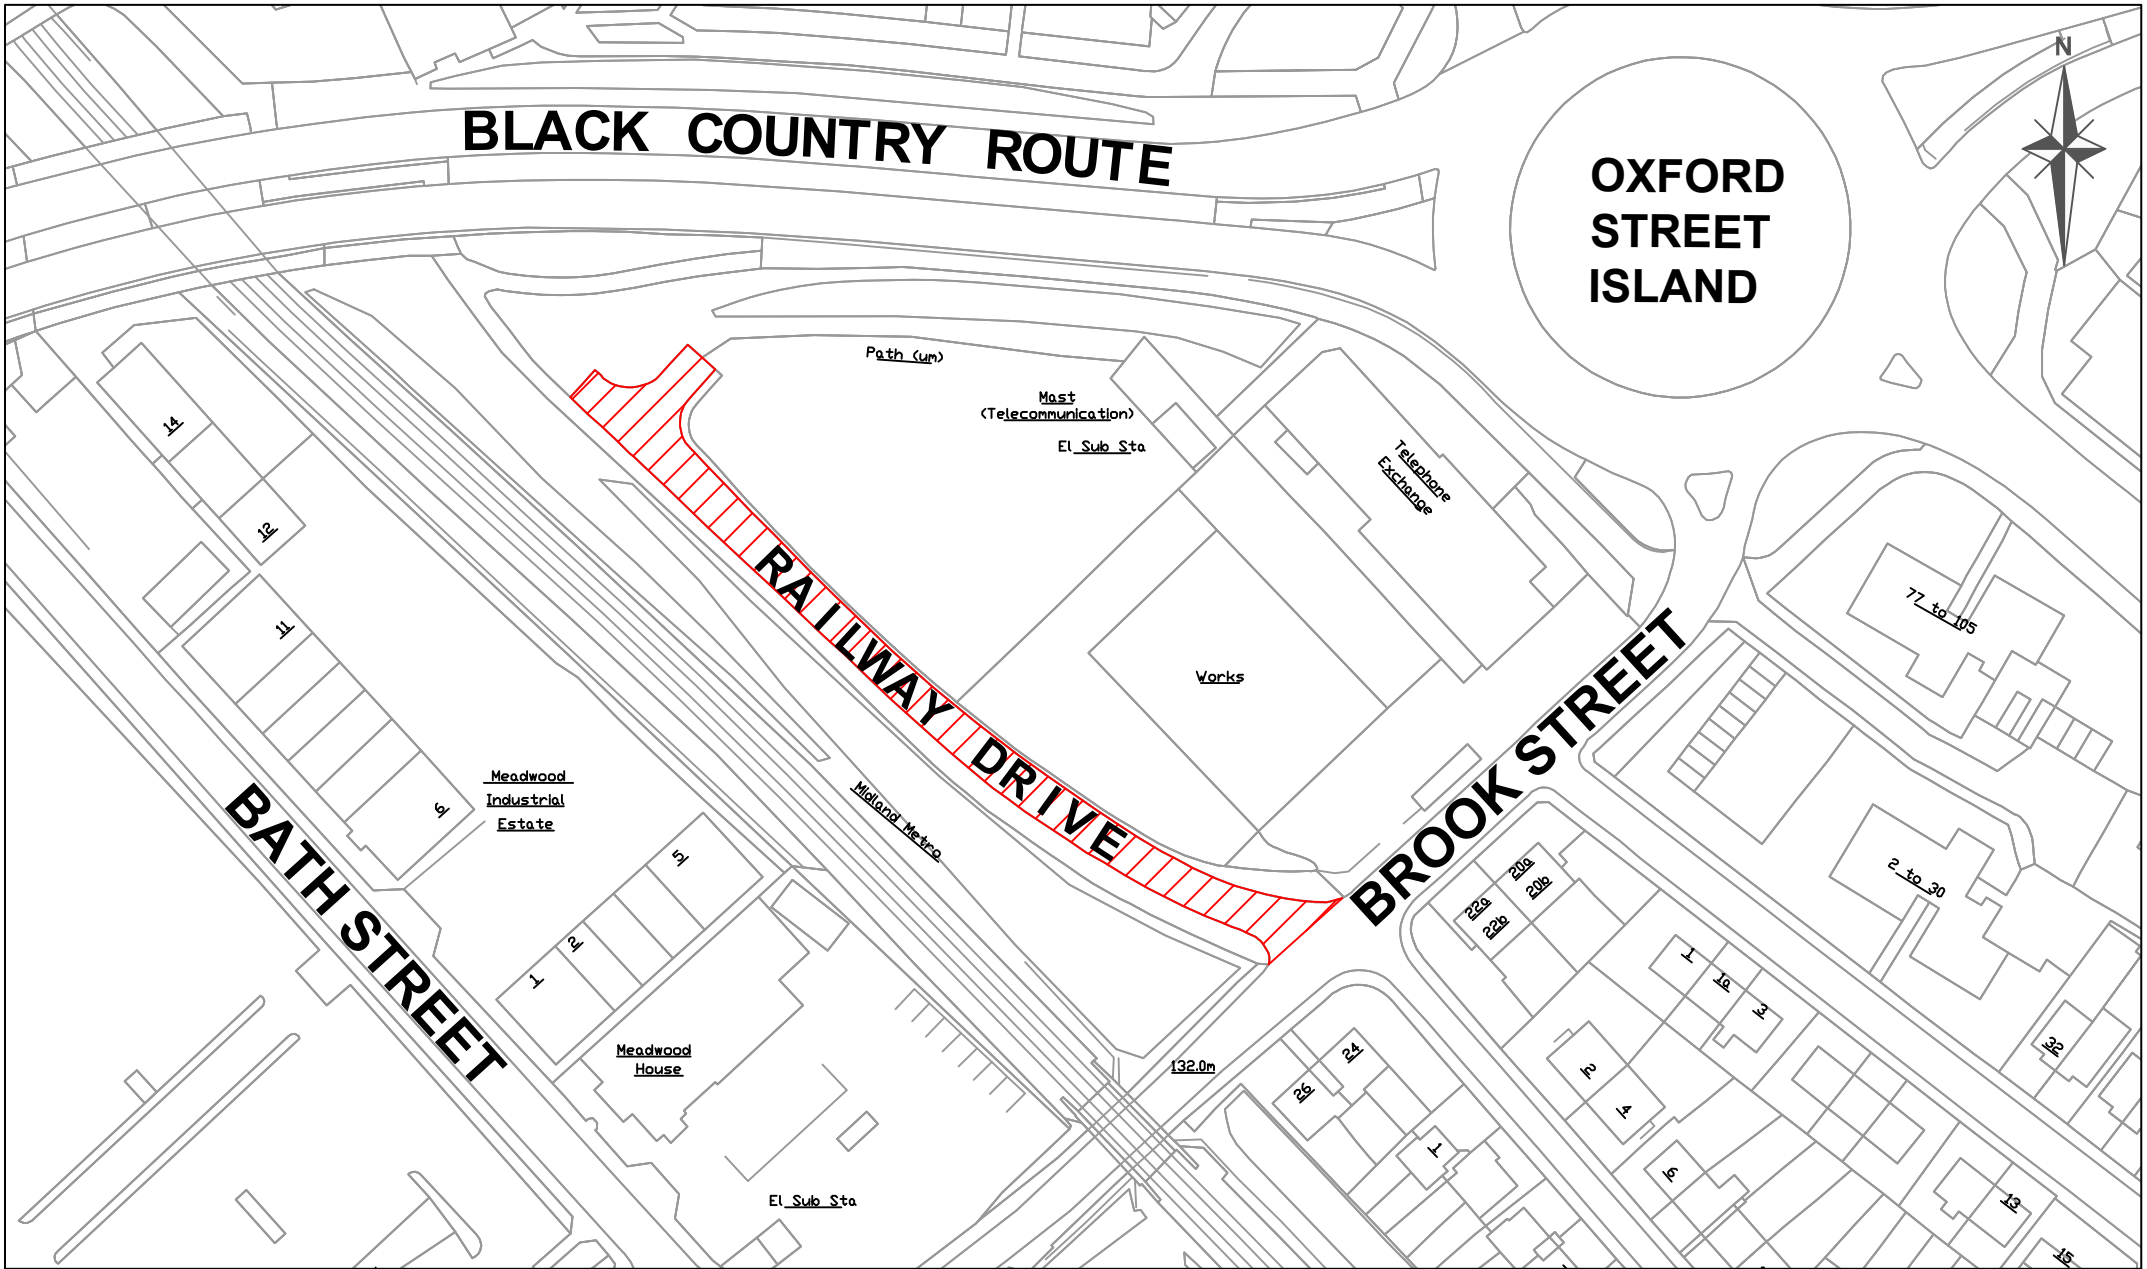 N
BLACK COUNTRY ROUTE
OXFORD
STREET
ISLAND
Path (um)
Mast
(Telecommunication)
El Sub Sta
Telephone
Exchange
14
12
11
6
77 to 105
RAILWAY DRIVE
Works
BROOK STREET
Meadwood
Industrial
Estate
Midland Metro
BATH STREET
5
2
1
20a
20b
22a
22b
2 to 30
1
1a
3
32
Meadwood
House
132.0m
24
26
2
4
1
6
13
15
El Sub Sta